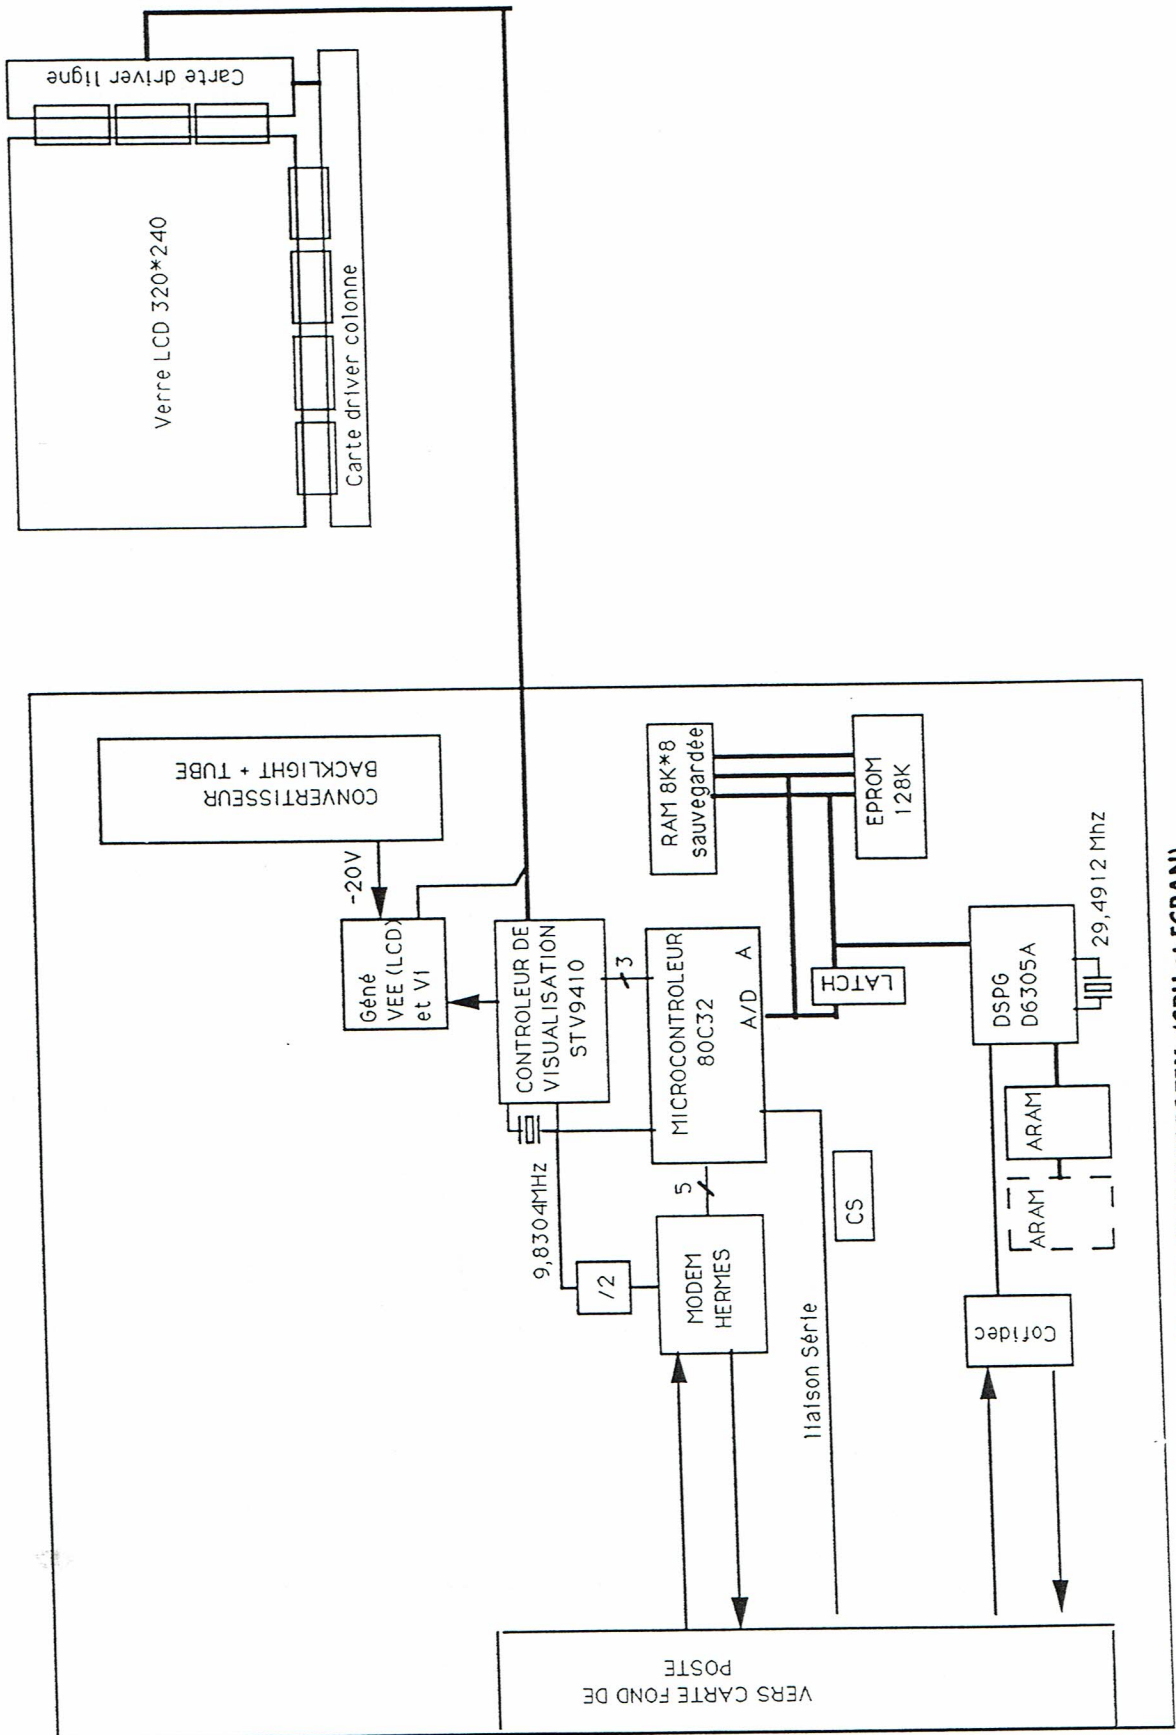 Carte driver ligne
Verre LCD 320*240
Carte driver colonne
CONVERTISSEUR
BACKLIGHT + TUBE
-20V
Géné
VEE (LCD)
et V1
CONTROLEUR DE
VISUALISATION
STV9410
9,8304MHz
3
/2
MICROCONTROLEUR
80C32
A/D A
5
MODEM
HERMES
RAM 8K*8
sauvegardée
EPROM
128K
LATCH
CS
liaison Série
DSPG
D6305A
29,4912 Mhz
ARAM
ARAM
Cofidec
VERS CARTE FOND DE
POSTE
et ECRAN)